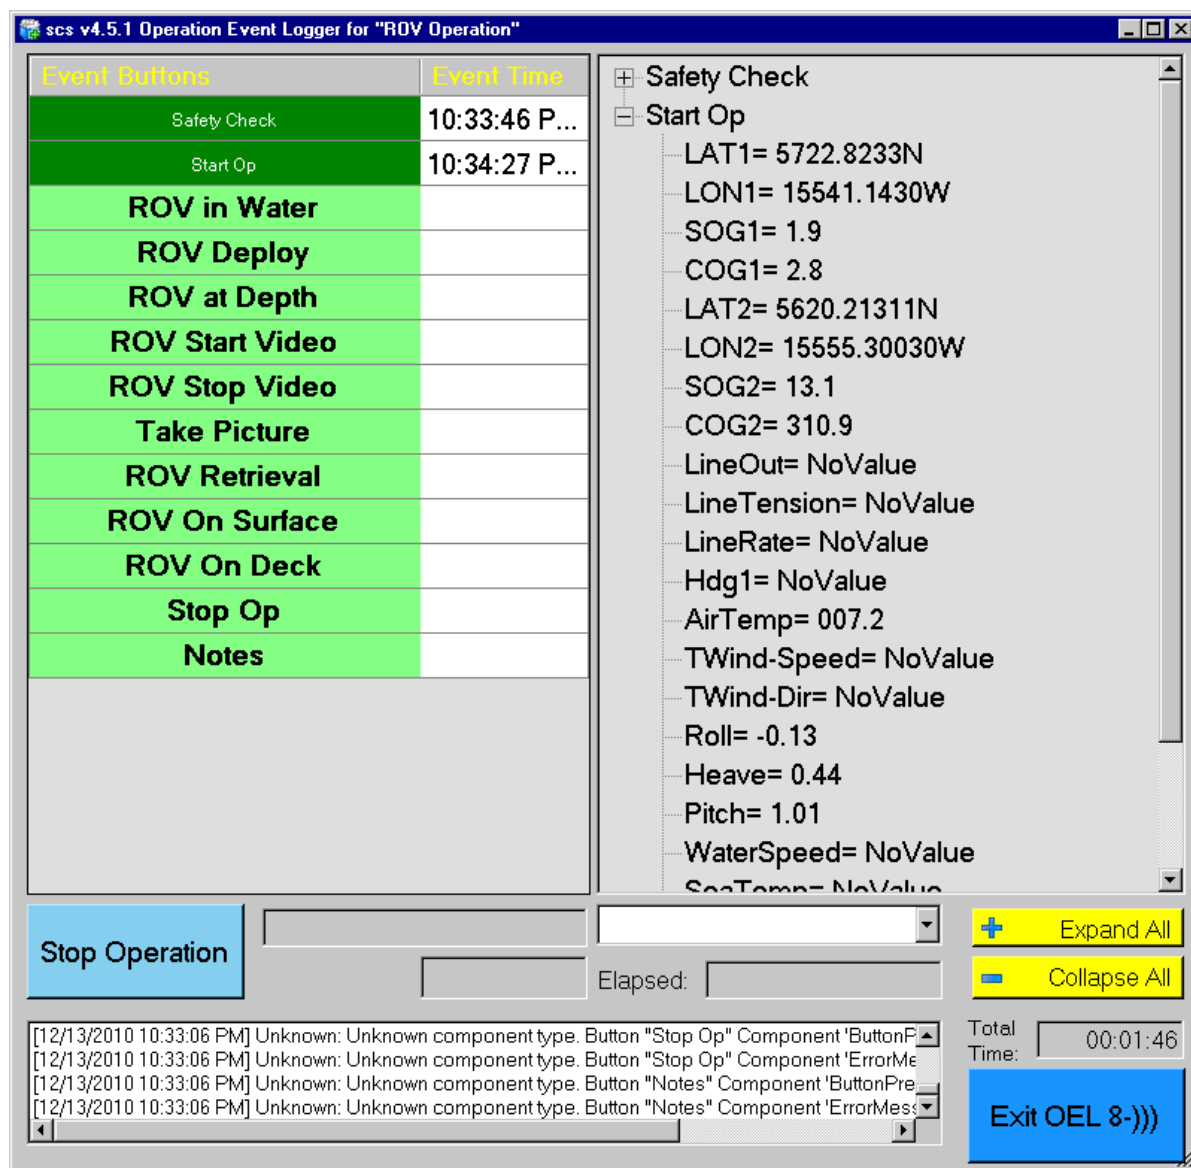 scs v4.5.1 Operation Event Logger for "ROV Operation"
Event Buttons Event Time
Safety Check 10:33:46 P...
Start Op 10:34:27 P...
ROV in Water
ROV Deploy
ROV at Depth
ROV Start Video
ROV Stop Video
Take Picture
ROV Retrieval
ROV On Surface
ROV On Deck
Stop Op
Notes
Safety Check
Start Op
LAT1= 5722.8233N
LON1= 15541.1430W
SOG1= 1.9
COG1= 2.8
LAT2= 5620.21311N
LON2= 15555.30030W
SOG2= 13.1
COG2= 310.9
LineOut= NoValue
LineTension= NoValue
LineRate= NoValue
Hdg1= NoValue
AirTemp= 007.2
TWind-Speed= NoValue
TWind-Dir= NoValue
Roll= -0.13
Heave= 0.44
Pitch= 1.01
WaterSpeed= NoValue
SeaTemp= NoValue
Stop Operation
Elapsed:
Expand All
Collapse All
[12/13/2010 10:33:06 PM] Unknown: Unknown component type. Button "Stop Op" Component 'ButtonP
[12/13/2010 10:33:06 PM] Unknown: Unknown component type. Button "Stop Op" Component 'ErrorMe
[12/13/2010 10:33:06 PM] Unknown: Unknown component type. Button "Notes" Component 'ButtonPre
[12/13/2010 10:33:06 PM] Unknown: Unknown component type. Button "Notes" Component 'ErrorMess
Total
Time: 00:01:46
Exit OEL 8-)))